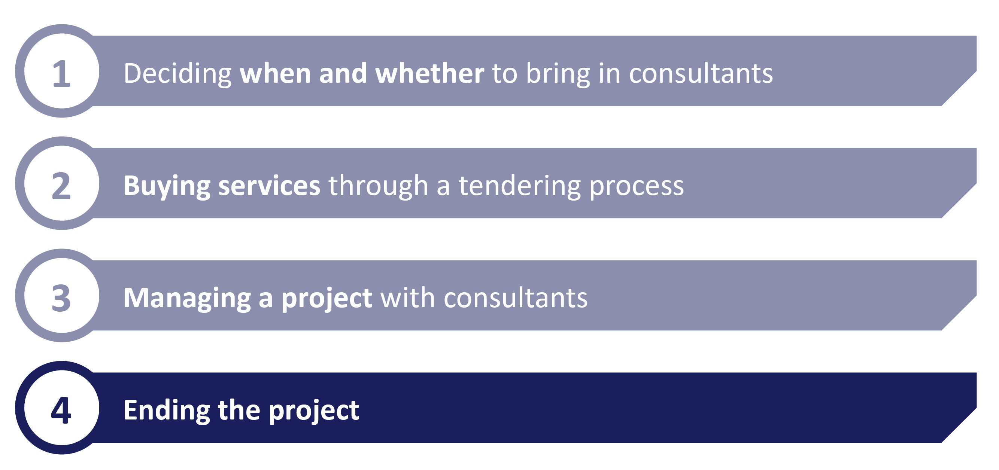 1
Deciding when and whether to bring in consultants
2
Buying services through a tendering process
3
Managing a project with consultants
4
Ending the project